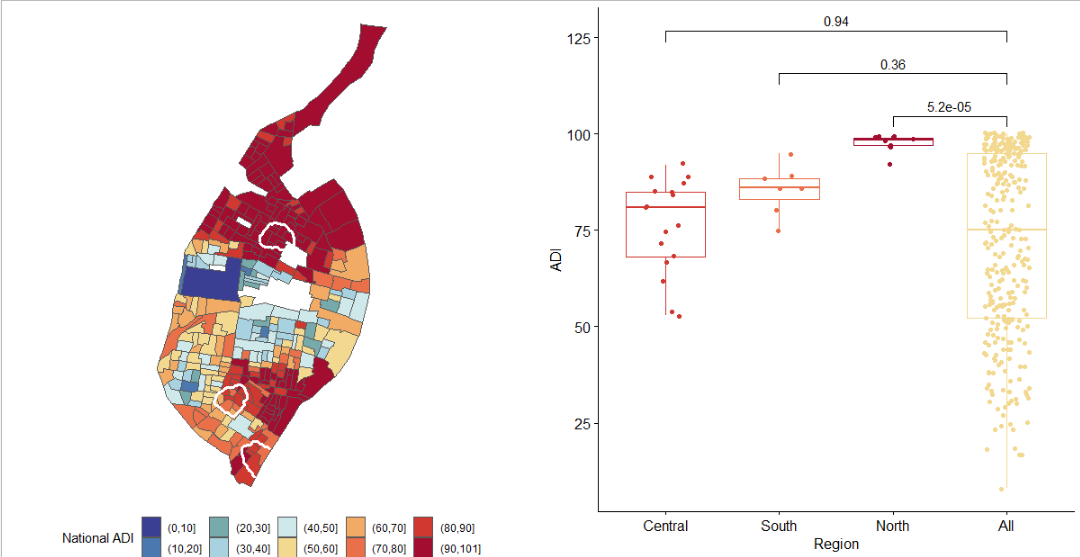 National ADI
(0,10]
(20,30]
(40,50]
(60,70]
(80,90]
(10,20]
(30,40]
(50,60]
(70,80]
(90,101]
0.94
0.36
5.2e-05
125
100
75
50
25
ADI
Central
South
North
All
Region